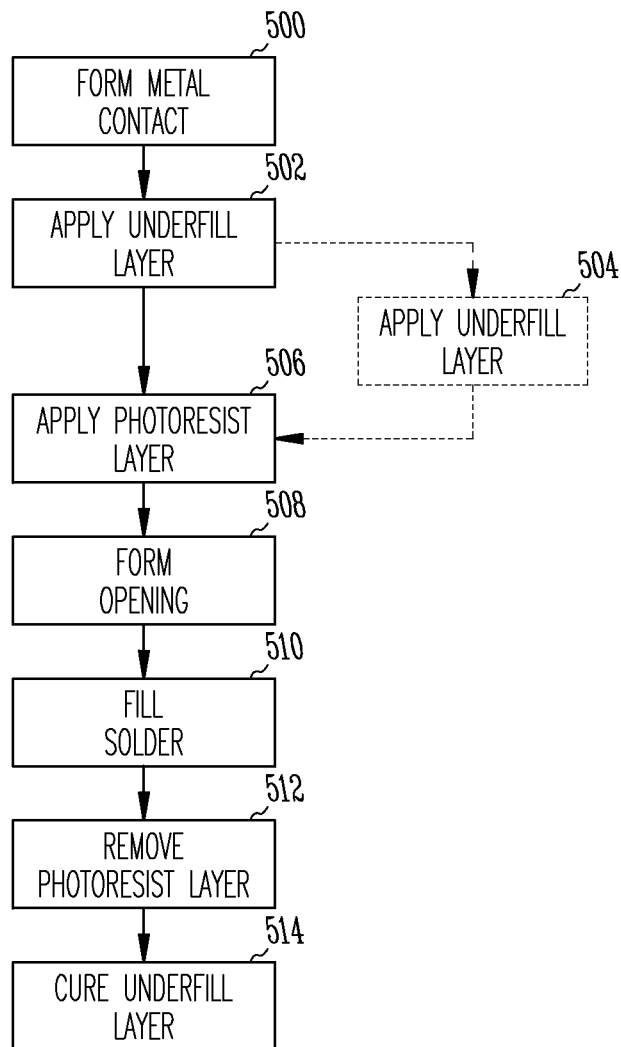 500
FORM METAL
CONTACT
502
APPLY UNDERFILL
LAYER
504
APPLY UNDERFILL
LAYER
506
APPLY PHOTORESIST
LAYER
508
FORM
OPENING
510
FILL
SOLDER
512
REMOVE
PHOTORESIST LAYER
514
CURE UNDERFILL
LAYER